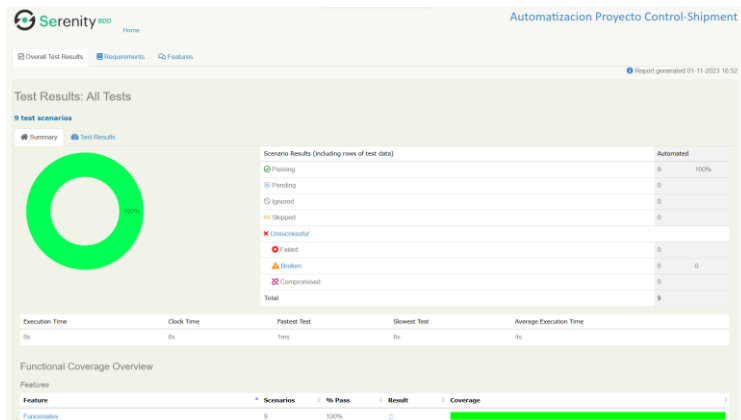 Serenity BDD
Automatizacion Proyecto Control-Shipment
Home
Overall Test Results Requirements Features
Report generated 01-11-2023 16:52
Test Results: All Tests
9 test scenarios
Summary Test Results
Scenario Results (including rows of test data) Automated
Passing 9 100%
Pending 0
Ignored 0
Skipped 0
Unsuccessful
Failed 0
Broken 0 0
Compromised 0
Total 9
100%
Execution Time Clock Time Fastest Test Slowest Test Average Execution Time
1ms 4s
Functional Coverage Overview
Features
Feature Scenarios % Pass Result Coverage
Funcionales 9 100%